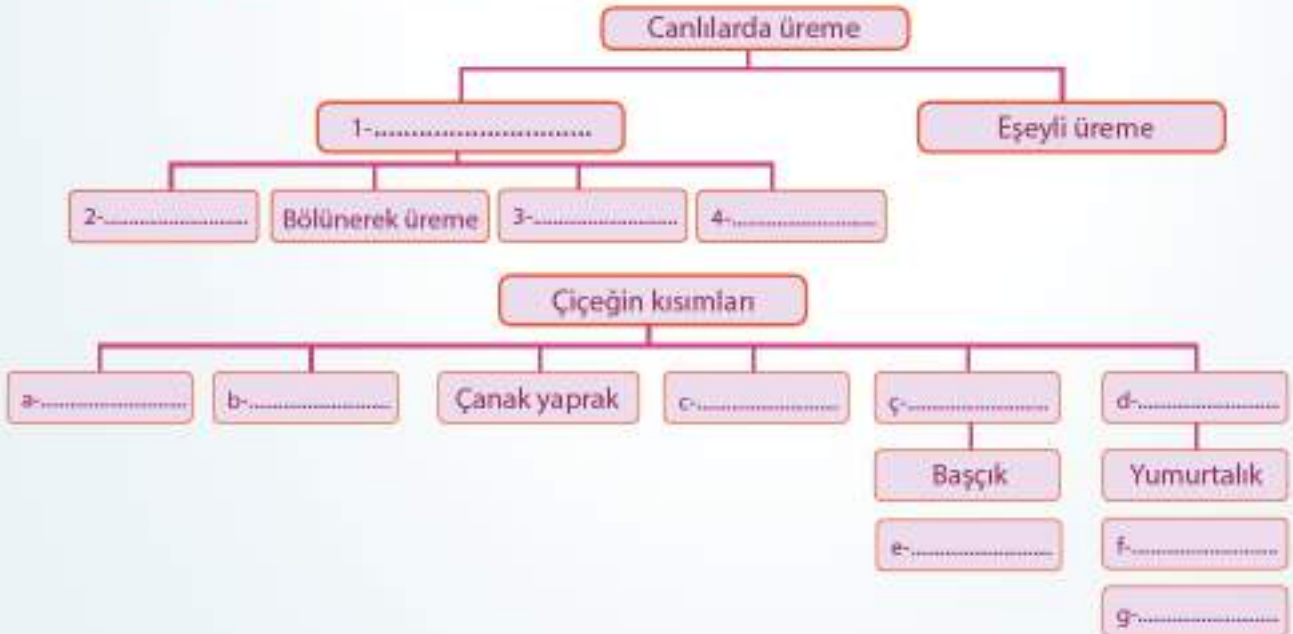 Canlılarda üreme
1-.............................
Eşeyli üreme
2-.........................
Bölünerek üreme
3-.........................
4-.........................
Çiçeğin kısımları
a-.........................
b-.........................
Çanak yaprak
c-.........................
ç-.........................
d-.........................
Başçık
Yumurtalık
e-.........................
f-.........................
g-.........................